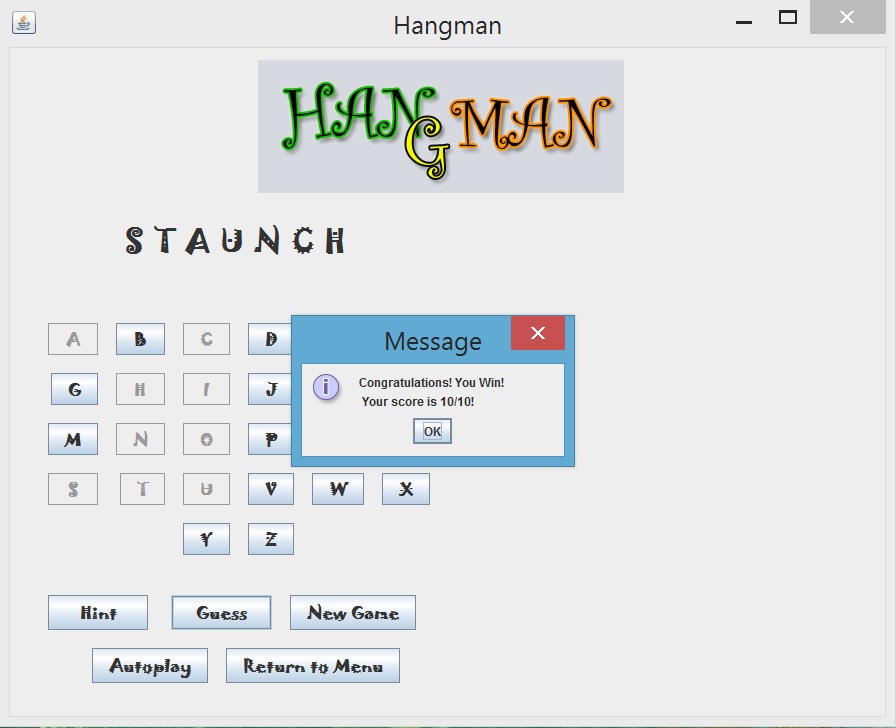 Hangman
HANGMAN
STAUNCH
A B C D
Message
G H I J
Congratulations! You Win!
Your score is 10/10!
M N O P
OK
S T U V W X
Y Z
Hint Guess New Game
Autoplay Return to Menu